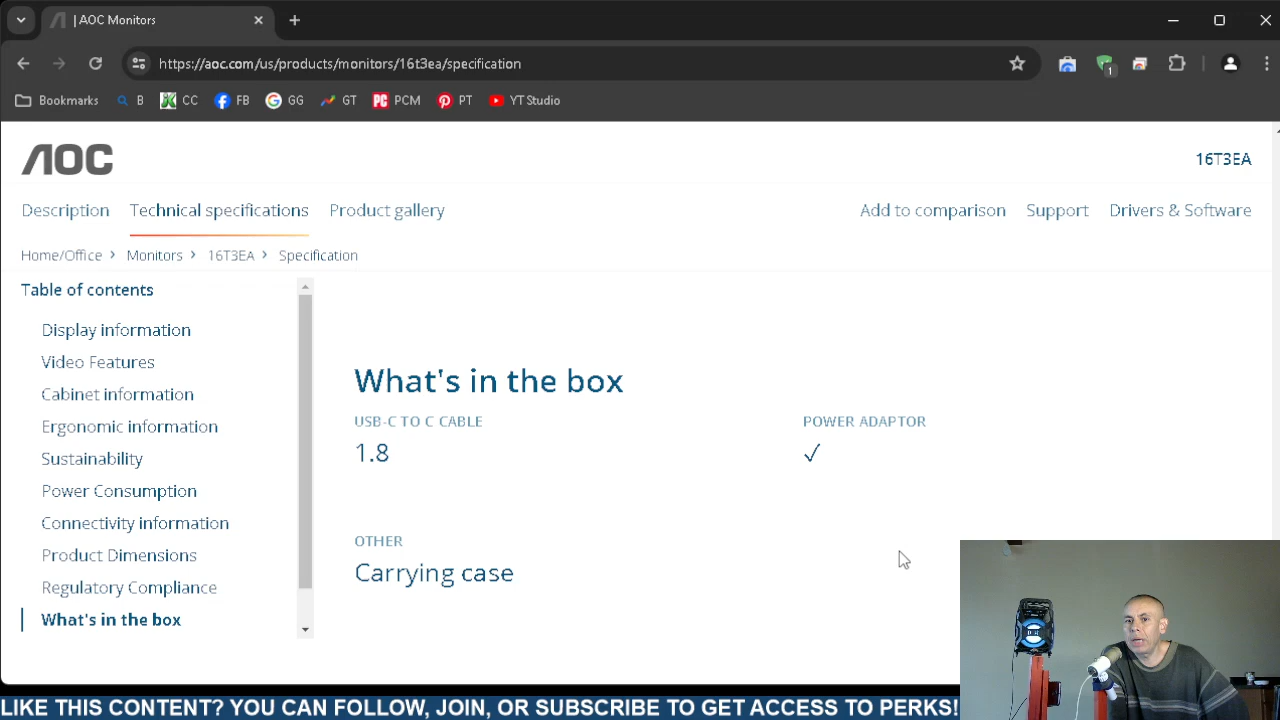 | AOC Monitors
https://aoc.com/us/products/monitors/16t3ea/specification
1
Bookmarks B CC FB GG GT PC PCM PT YT Studio
AOC
16T3EA
Description Technical specifications Product gallery Add to comparison Support Drivers & Software
Home/Office > Monitors > 16T3EA > Specification
Table of contents
Display information
Video Features
Cabinet information
Ergonomic information
Sustainability
Power Consumption
Connectivity information
Product Dimensions
Regulatory Compliance
What's in the box
What's in the box
USB-C TO C CABLE POWER ADAPTOR
1.8 ✓
OTHER
Carrying case
LIKE THIS CONTENT? YOU CAN FOLLOW, JOIN, OR SUBSCRIBE TO GET ACCESS TO PERKS!